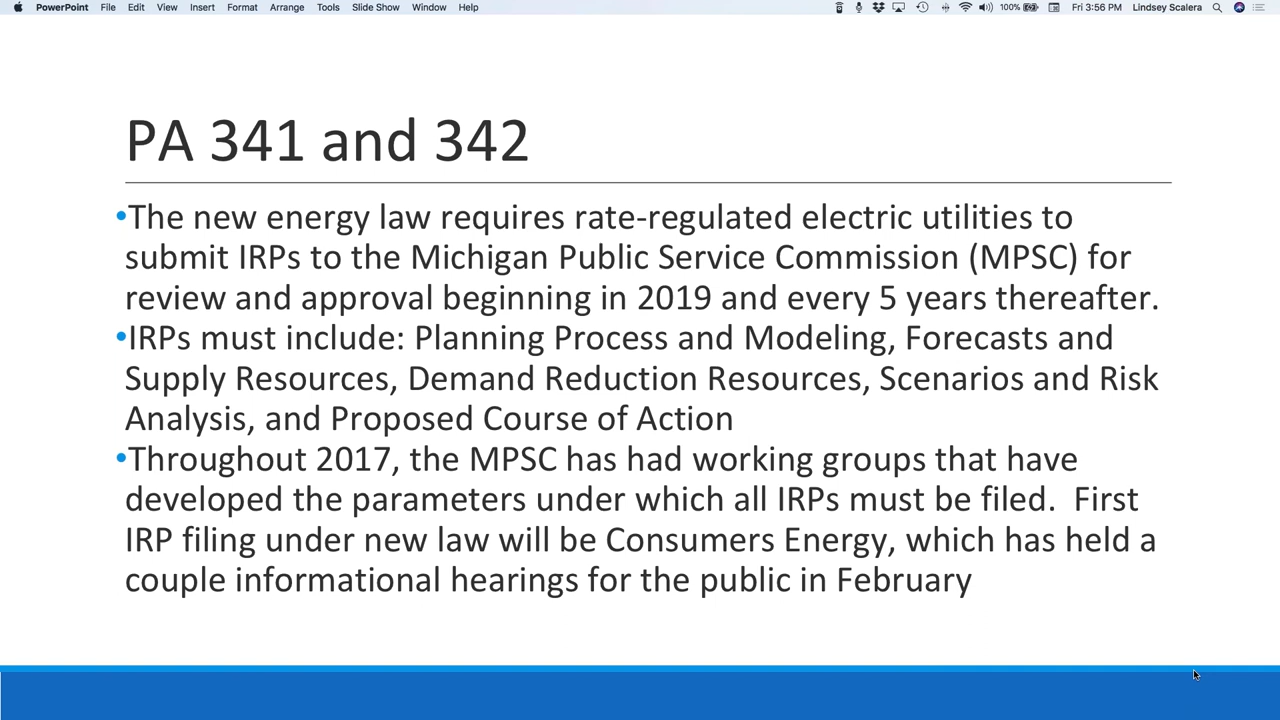 PowerPoint File Edit View Insert Format Arrange Tools Slide Show Window Help 100% Fri 3:56 PM Lindsey Scalera
PA 341 and 342
•The new energy law requires rate-regulated electric utilities to
submit IRPs to the Michigan Public Service Commission (MPSC) for
review and approval beginning in 2019 and every 5 years thereafter.
•IRPs must include: Planning Process and Modeling, Forecasts and
Supply Resources, Demand Reduction Resources, Scenarios and Risk
Analysis, and Proposed Course of Action
•Throughout 2017, the MPSC has had working groups that have
developed the parameters under which all IRPs must be filed.  First
IRP filing under new law will be Consumers Energy, which has held a
couple informational hearings for the public in February